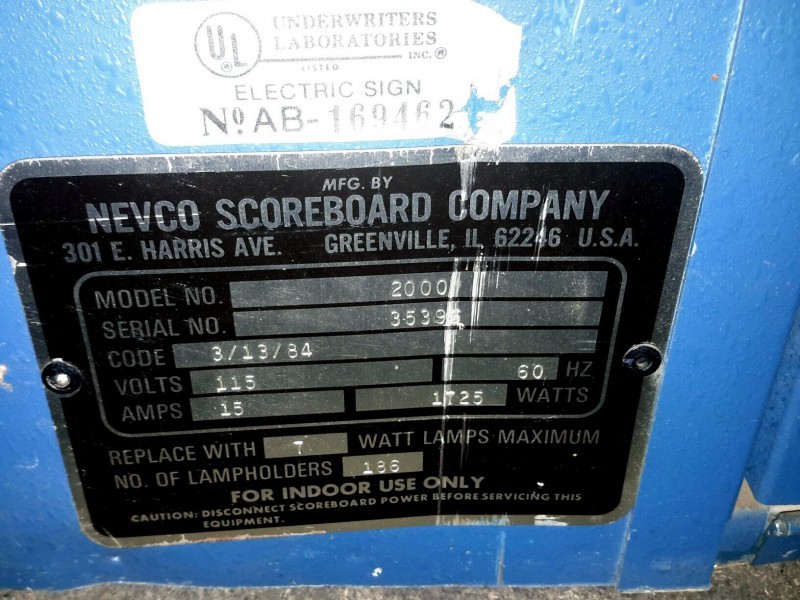 UL
®
UNDERWRITERS
LABORATORIES
INC.®
LISTED
ELECTRIC SIGN
No AB-169462
MFG. BY
NEVCO SCOREBOARD COMPANY
301 E. HARRIS AVE. GREENVILLE, IL 62246 U.S.A.
MODEL NO. 2000
SERIAL NO.
CODE 3/13/84
VOLTS 115 60 HZ
AMPS 15 1725 WATTS
REPLACE WITH 7 WATT LAMPS MAXIMUM
NO. OF LAMPHOLDERS 186
FOR INDOOR USE ONLY
CAUTION: DISCONNECT SCOREBOARD POWER BEFORE SERVICING THIS
EQUIPMENT.